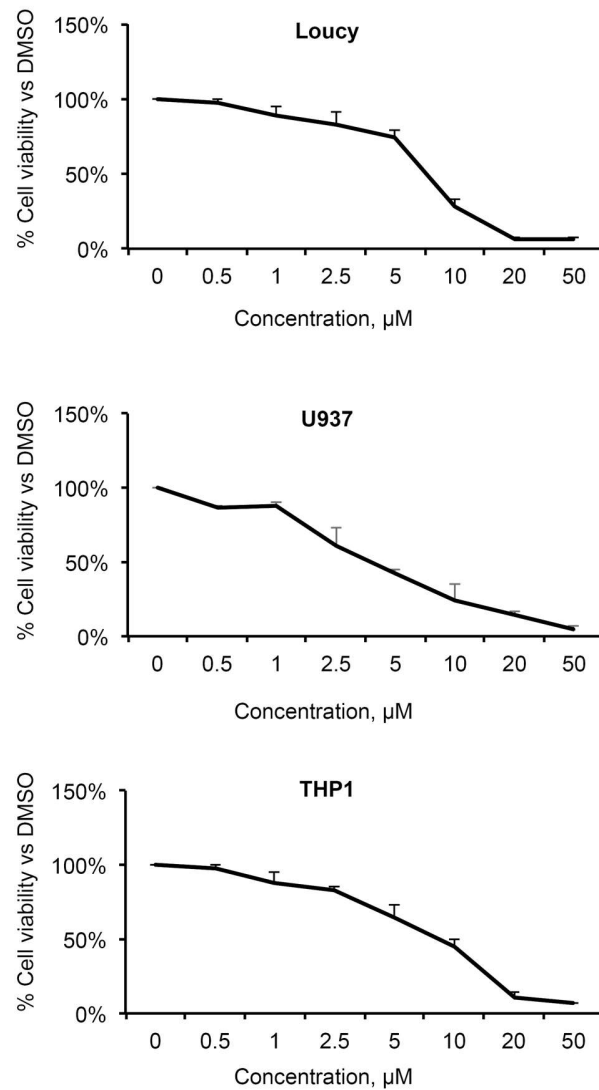 Loucy
% Cell viability vs DMSO
150%
100%
50%
0%
0 0.5 1 2.5 5 10 20 50
Concentration, µM
U937
% Cell viability vs DMSO
150%
100%
50%
0%
0 0.5 1 2.5 5 10 20 50
Concentration, µM
THP1
% Cell viability vs DMSO
150%
100%
50%
0%
0 0.5 1 2.5 5 10 20 50
Concentration, µM